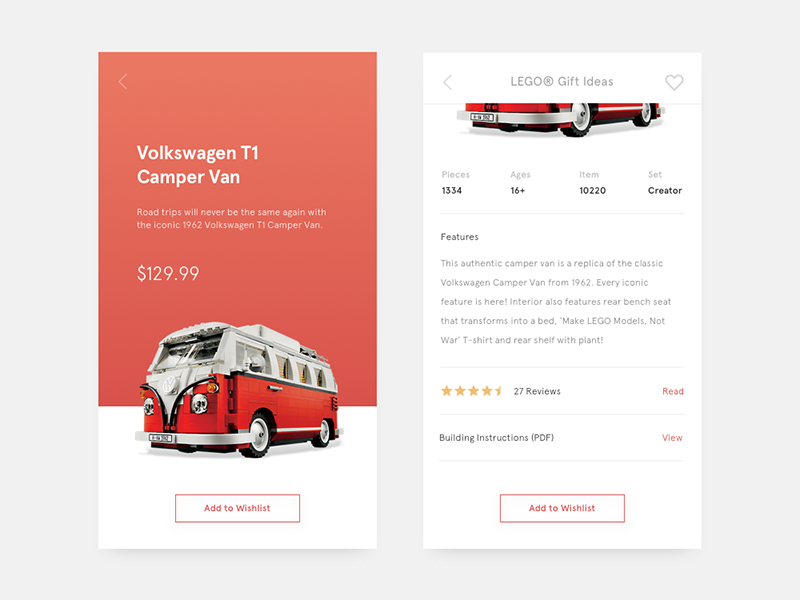 Volkswagen T1
Camper Van
Road trips will never be the same again with
the iconic 1962 Volkswagen T1 Camper Van.
$129.99
Add to Wishlist
LEGO® Gift Ideas
Pieces Ages Item Set
1334 16+ 10220 Creator
Features
This authentic camper van is a replica of the classic
Volkswagen Camper Van from 1962. Every iconic
feature is here! Interior also features rear bench seat
that transforms into a bed, ‘Make LEGO Models, Not
War’ T-shirt and rear shelf with plant!
27 Reviews Read
Building Instructions (PDF) View
Add to Wishlist